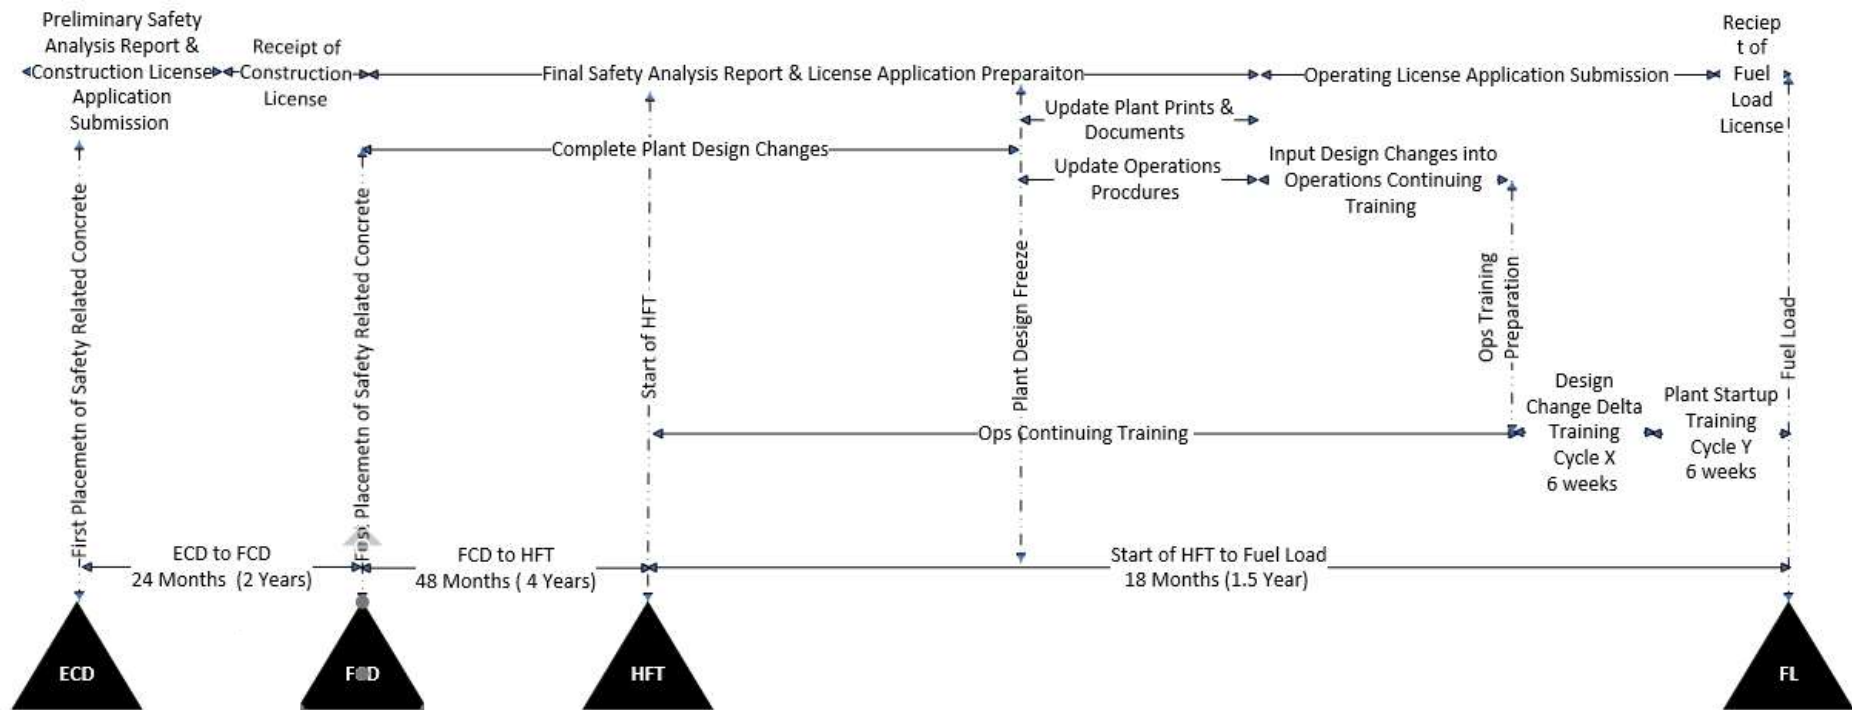 Preliminary Safety
Analysis Report &
Construction License
Application
Submission
Receipt of
Construction
License
Final Safety Analysis Report & License Application Preparaiton
Operating License Application Submission
Reciep
t of
Fuel
Load
License
Update Plant Prints &
Documents
Complete Plant Design Changes
Update Operations
Procdures
Input Design Changes into
Operations Continuing
Training
First Placemetn of Safety Related Concrete
First Placemetn of Safety Related Concrete
Start of HFT
Plant Design Freeze
Ops Training
Preparation
Fuel Load
Ops Continuing Training
Design
Change Delta
Training
Cycle X
6 weeks
Plant Startup
Training
Cycle Y
6 weeks
ECD to FCD
24 Months (2 Years)
FCD to HFT
48 Months ( 4 Years)
Start of HFT to Fuel Load
18 Months (1.5 Year)
ECD
FCD
HFT
FL